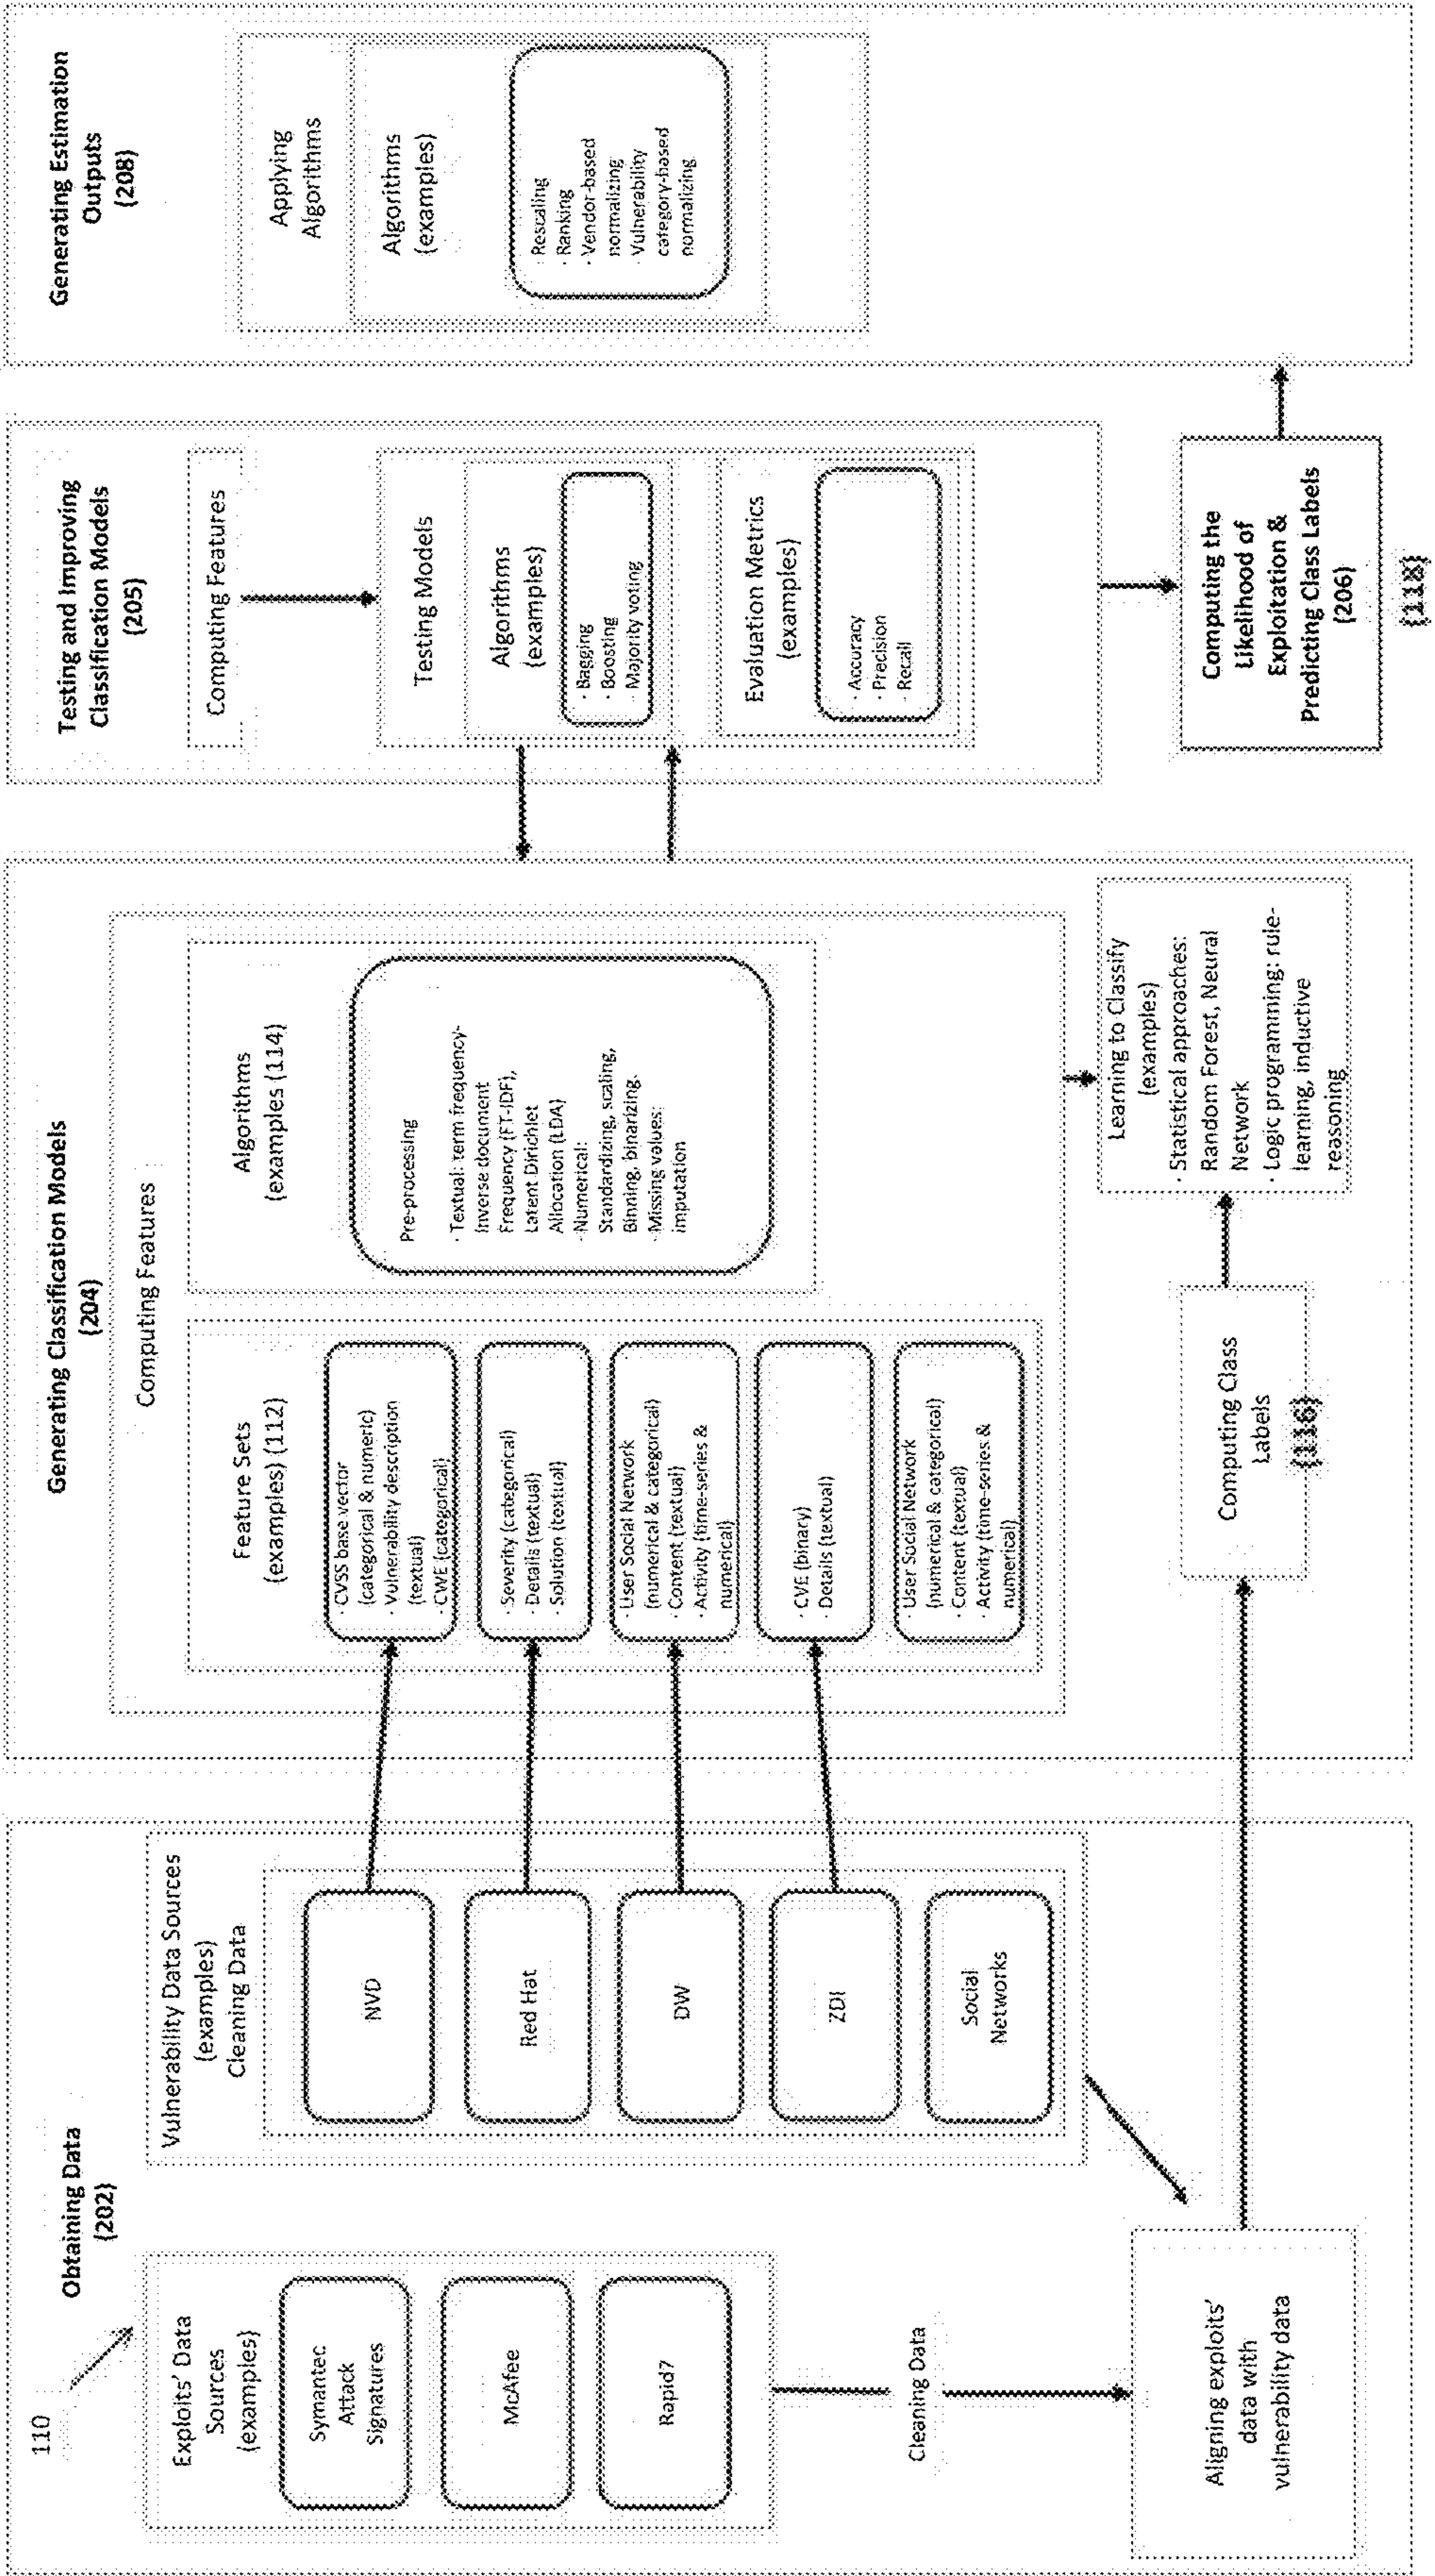 110
Obtaining Data
(202)
Exploits' Data
Sources
(examples)
Symantec
Attack
Signatures
McAfee
Rapid7
Cleaning Data
Aligning exploits'
data with
vulnerability data
Vulnerability Data Sources
(examples)
Cleaning Data
NVD
Red Hat
DW
ZDI
Social
Networks
Generating Classification Models
(204)
Computing Features
Feature Sets
(examples) (112)
· CVSS base vector
(categorical & numeric)
· Vulnerability description
(textual)
· CWE (categorical)
· Severity (categorical)
· Details (textual)
· Solution (textual)
· User Social Network
(numerical & categorical)
· Content (textual)
· Activity (time-series &
numerical)
· CVE (binary)
· Details (textual)
· User Social Network
(numerical & categorical)
· Content (textual)
· Activity (time-series &
numerical)
Algorithms
(examples (114)
Pre-processing
· Textual: term frequency-
Inverse document
Frequency (FT-IDF),
Latent Dirichlet
Allocation (LDA)
· Numerical:
Standardizing, scaling,
Binning, binarizing.
· Missing values:
imputation
Computing Class
Labels
(116)
Learning to Classify
(examples)
· Statistical approaches:
Random Forest, Neural
Network
· Logic programming: rule-
learning, inductive
reasoning
Testing and Improving
Classification Models
(205)
Computing Features
Testing Models
Algorithms
(examples)
· Bagging
· Boosting
· Majority voting
Evaluation Metrics
(examples)
· Accuracy
· Precision
· Recall
Computing the
Likelihood of
Exploitation &
Predicting Class Labels
(206)
(118)
Generating Estimation
Outputs
(208)
Applying
Algorithms
Algorithms
(examples)
· Rescaling
· Ranking
· Vendor-based
normalizing
· Vulnerability
category-based
normalizing